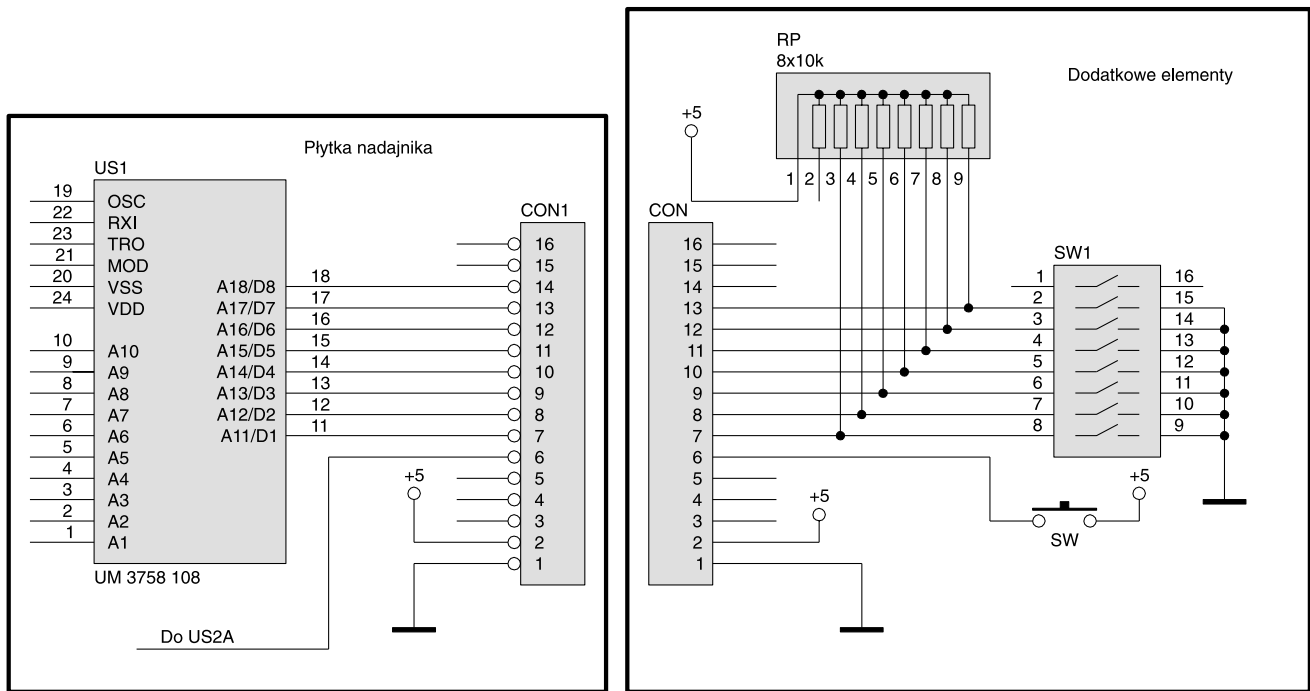 Płytka nadajnika
US1
19 OSC
22 RXI
23 TRO
21 MOD
20 VSS
24 VDD
10 A10
9 A9
8 A8
7 A7
6 A6
5 A5
4 A4
3 A3
2 A2
1 A1
A18/D8 18
A17/D7 17
A16/D6 16
A15/D5 15
A14/D4 14
A13/D3 13
A12/D2 12
A11/D1 11
UM 3758 108
Do US2A
+5
CON1
16
15
14
13
12
11
10
9
8
7
6
5
4
3
2
1
Dodatkowe elementy
RP
8x10k
+5
1 2 3 4 5 6 7 8 9
CON
16
15
14
13
12
11
10
9
8
7
6
5
4
3
2
1
+5
SW1
1 16
2 15
3 14
4 13
5 12
6 11
7 10
8 9
+5
SW